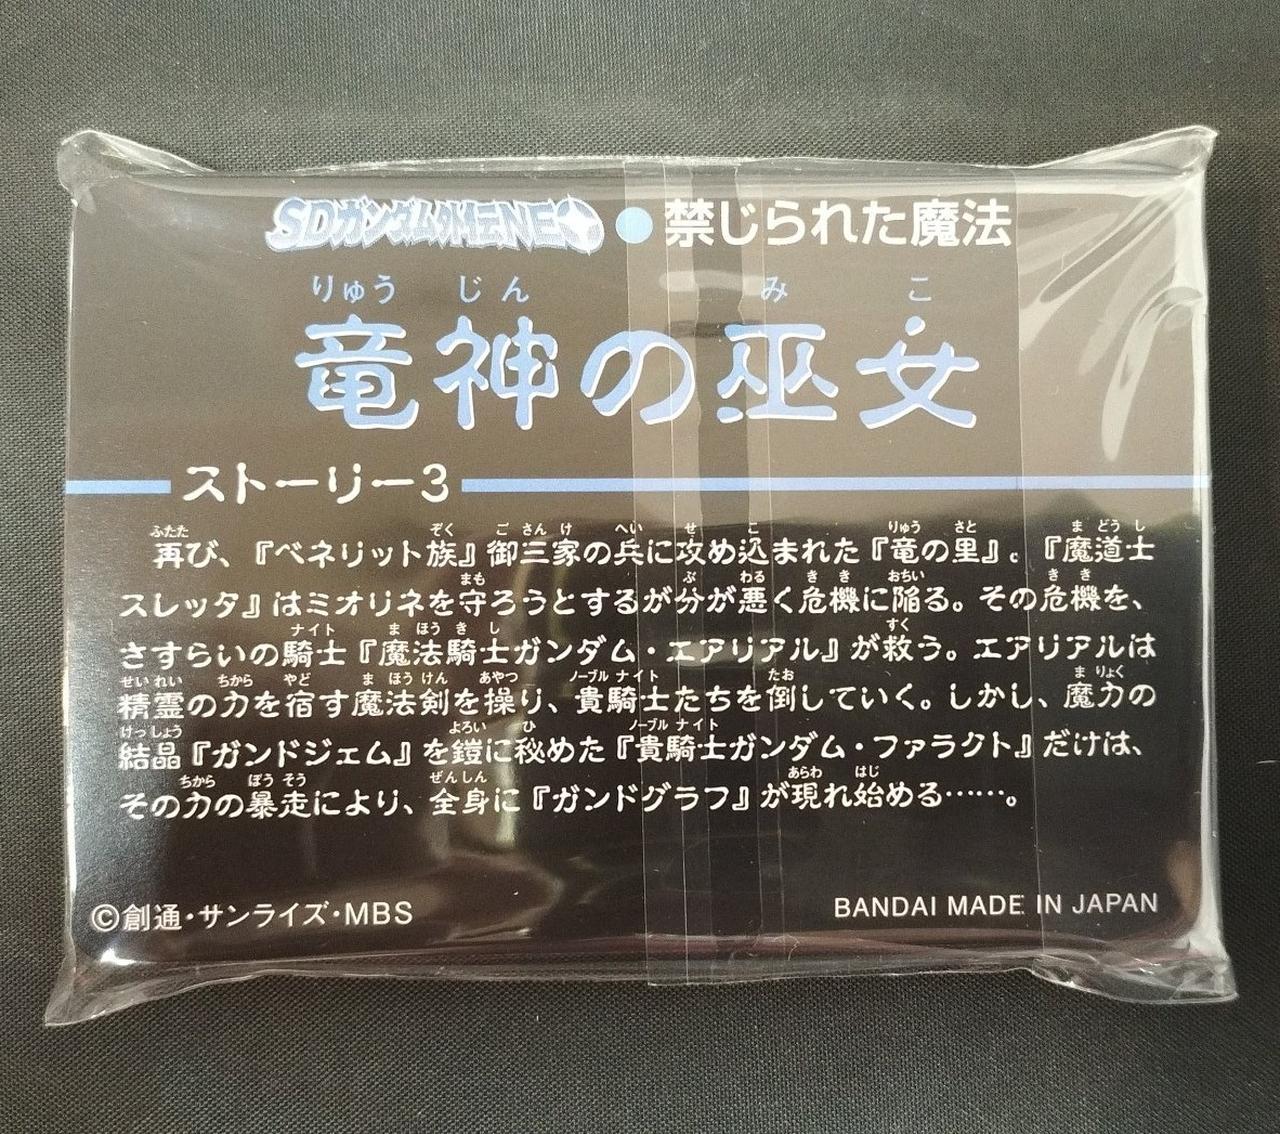 SDガンダム外伝NEO ● 禁じられた魔法
りゅう じん み こ
竜神の巫女
ストーリー3
ふたた ぞく ご さん け へい せ こ りゅう さと ま どう し
再び、『ベネリット族』御三家の兵に攻め込まれた『竜の里』。『魔道士
まも ぶ わる き き おちい き き
スレッタ』はミオリネを守ろうとするが分が悪く危機に陥る。その危機を、
ナイト ま ほう き し すく
さすらいの騎士『魔法騎士ガンダム・エアリアル』が救う。エアリアルは
せい れい ちから やど ま ほう けん あやつ ノーブル ナイト たお ま りょく
精霊の力を宿す魔法剣を操り、貴騎士たちを倒していく。しかし、魔力の
けっ しょう よろい ひ ノーブル ナイト
結晶『ガンドジェム』を鎧に秘めた『貴騎士ガンダム・ファラクト』だけは、
ちから ぼう そう ぜん しん あらわ はじ
その力の暴走により、全身に『ガンドグラフ』が現れ始める……。
©創通・サンライズ・MBS
BANDAI MADE IN JAPAN